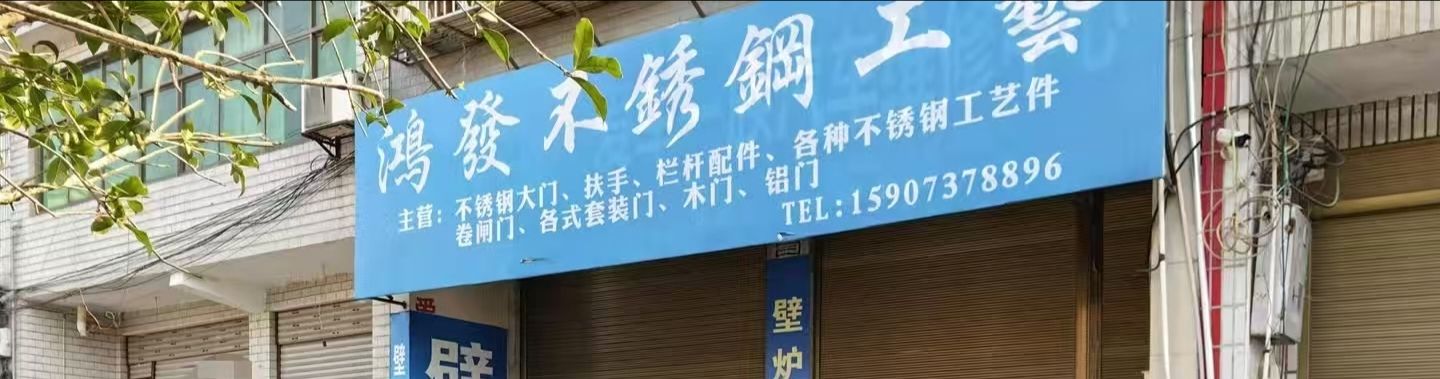 鴻發不銹鋼工藝
主营：不锈钢大门、扶手、栏杆配件、各种不锈钢工艺件
卷闸门、各式套装门、木门、铝门
TEL:15907378896
壁
壁
壁炉